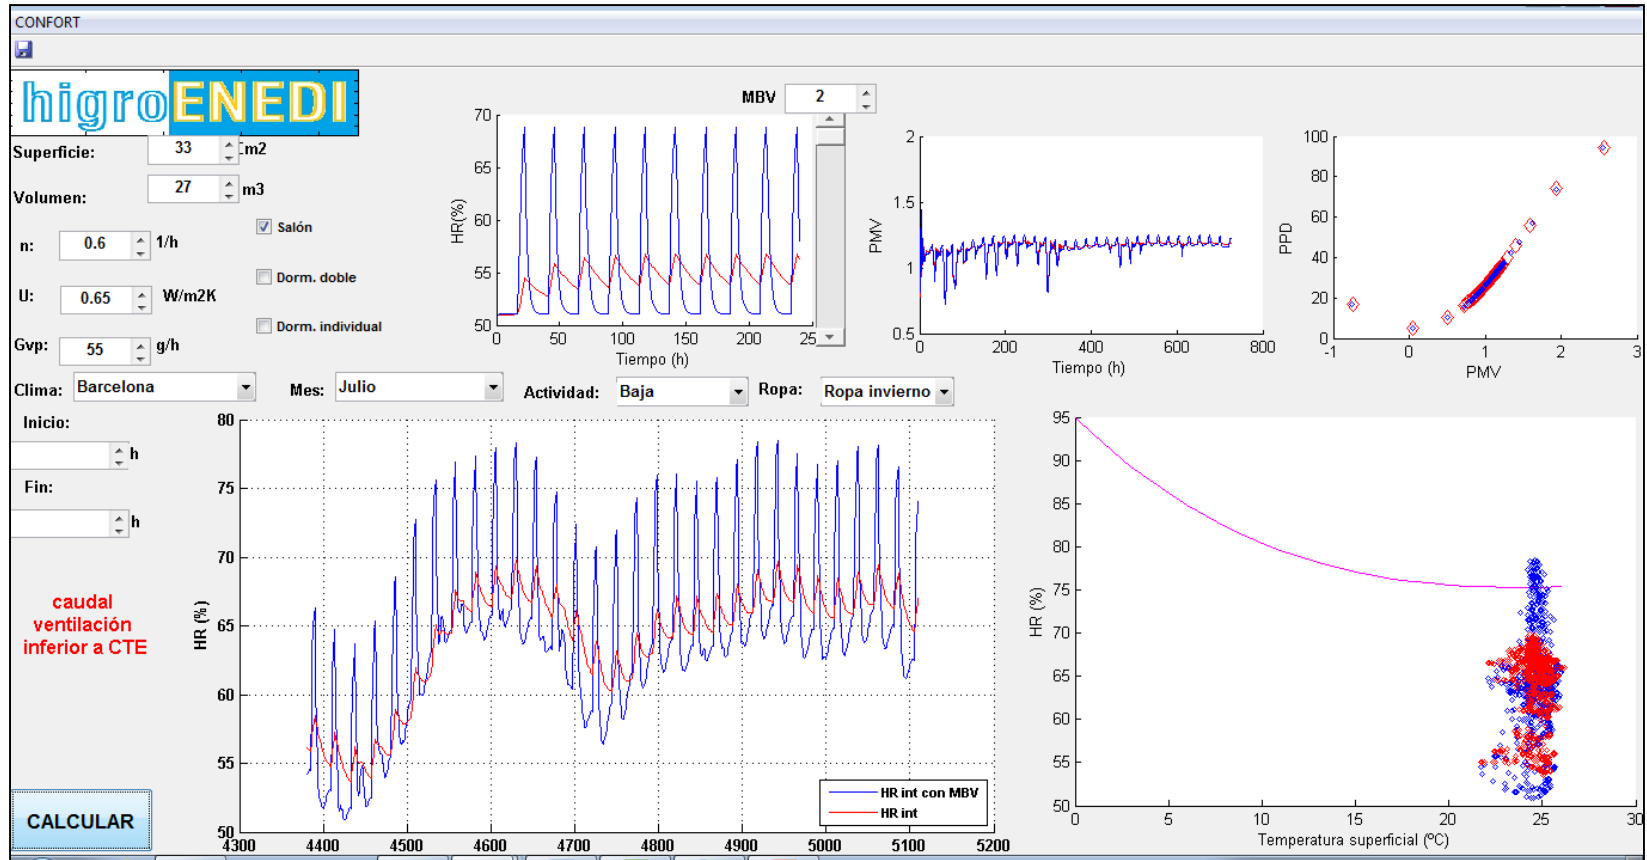 CONFORT
higroENEDI
MBV 2
Superficie: 33 m2
Volumen: 27 m3
n: 0.6 1/h
Salón
U: 0.65 W/m2K
Dorm. doble
Gvp: 55 g/h
Dorm. individual
70
65
60
55
50
HR(%)
0 50 100 150 200 25
Tiempo (h)
2
1.5
1
0.5
PMV
0 200 400 600 800
Tiempo (h)
100
80
60
40
20
0
PPD
-1 0 1 2 3
PMV
Clima: Barcelona Mes: Julio Actividad: Baja Ropa: Ropa invierno
Inicio:
h
Fin:
h
caudal
ventilación
inferior a CTE
CALCULAR
80
75
70
65
60
55
50
HR (%)
4300 4400 4500 4600 4700 4800 4900 5000 5100 5200
HR int con MBV
HR int
95
90
85
80
75
70
65
60
55
50
HR (%)
0 5 10 15 20 25 30
Temperatura superficial (ºC)